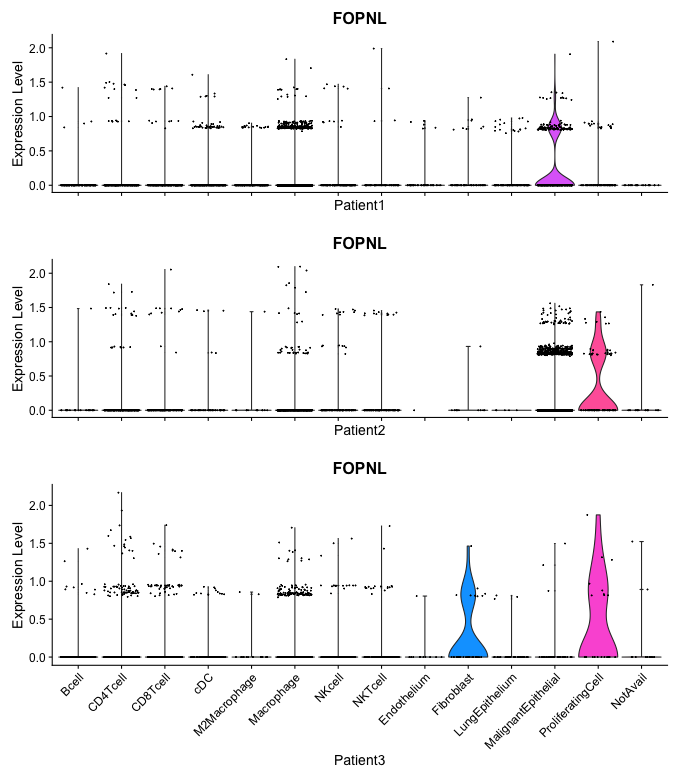 FOPNL
Expression Level
2.0
1.5
1.0
0.5
0.0
Patient1
FOPNL
Expression Level
2.0
1.5
1.0
0.5
0.0
Patient2
FOPNL
Expression Level
2.0
1.5
1.0
0.5
0.0
Bcell
CD4Tcell
CD8Tcell
cDC
M2Macrophage
Macrophage
NKcell
NKTcell
Endothelium
Fibroblast
LungEpithelium
MalignantEpithelial
ProliferatingCell
NotAvail
Patient3